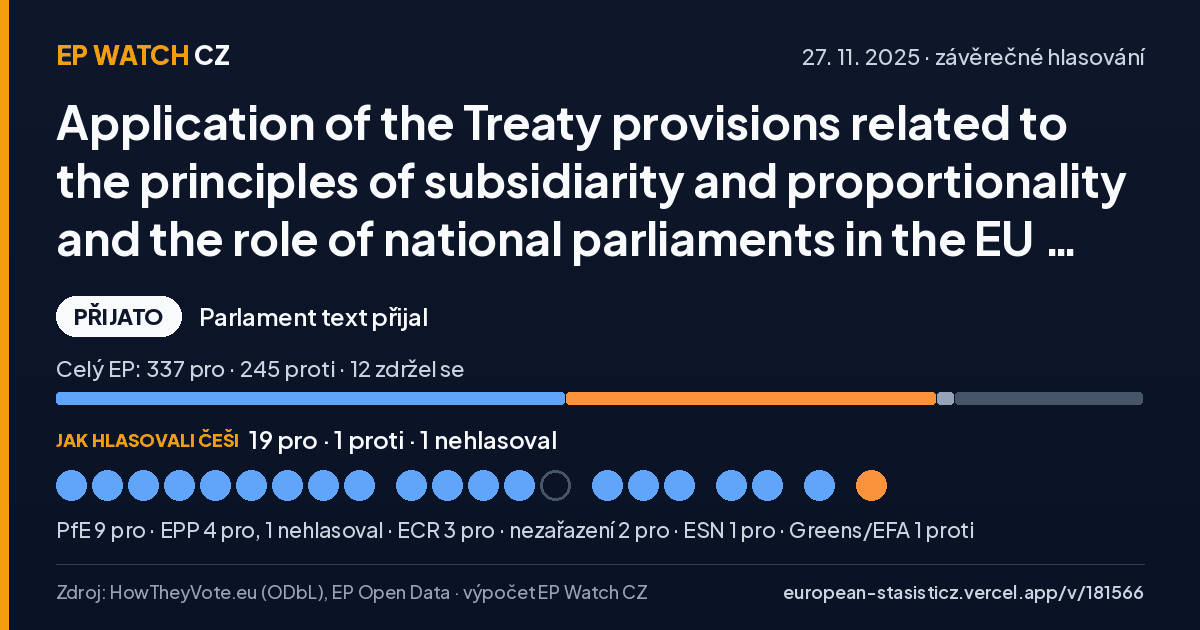 EP WATCH CZ
27. 11. 2025 · závěrečné hlasování
Application of the Treaty provisions related to
the principles of subsidiarity and proportionality
and the role of national parliaments in the EU …
PŘIJATO
Parlament text přijal
Celý EP: 337 pro · 245 proti · 12 zdržel se
JAK HLASOVALI ČEŠI 19 pro · 1 proti · 1 nehlasoval
PfE 9 pro · EPP 4 pro, 1 nehlasoval · ECR 3 pro · nezařazení 2 pro · ESN 1 pro · Greens/EFA 1 proti
Zdroj: HowTheyVote.eu (ODbL), EP Open Data · výpočet EP Watch CZ
european-stasisticz.vercel.app/v/181566